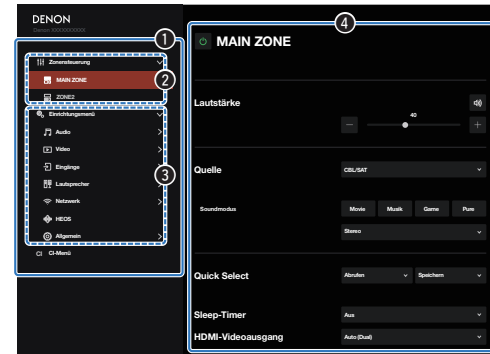 DENON
Denon XXXXXXXXXX
1
Zonensteuerung
MAIN ZONE
2
ZONE2
Einrichtungsmenü
Audio
Video
Eingänge
3
Lautsprecher
Netzwerk
HEOS
Allgemein
CI CI-Menü
4
MAIN ZONE
Lautstärke
40
Quelle
CBL/SAT
Soundmodus
Movie Musik Game Pure
Stereo
Quick Select
Abrufen Speichern
Sleep-Timer
Aus
HDMI-Videoausgang
Auto (Dual)